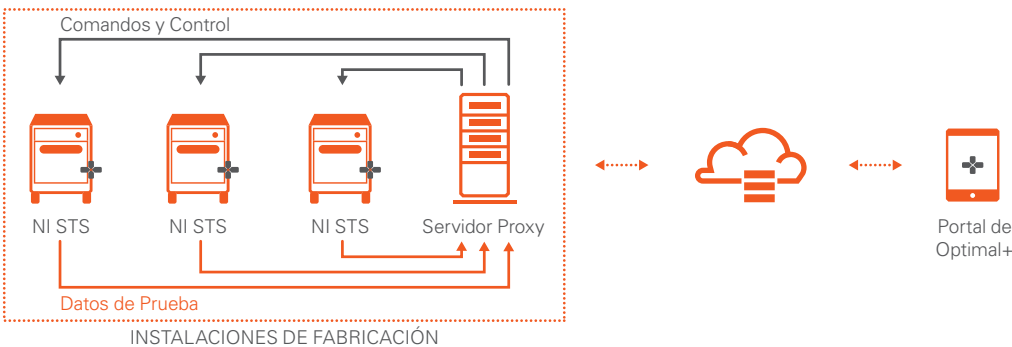 Comandos y Control
NI STS
NI STS
NI STS
Servidor Proxy
Portal de
Optimal+
Datos de Prueba
INSTALACIONES DE FABRICACIÓN